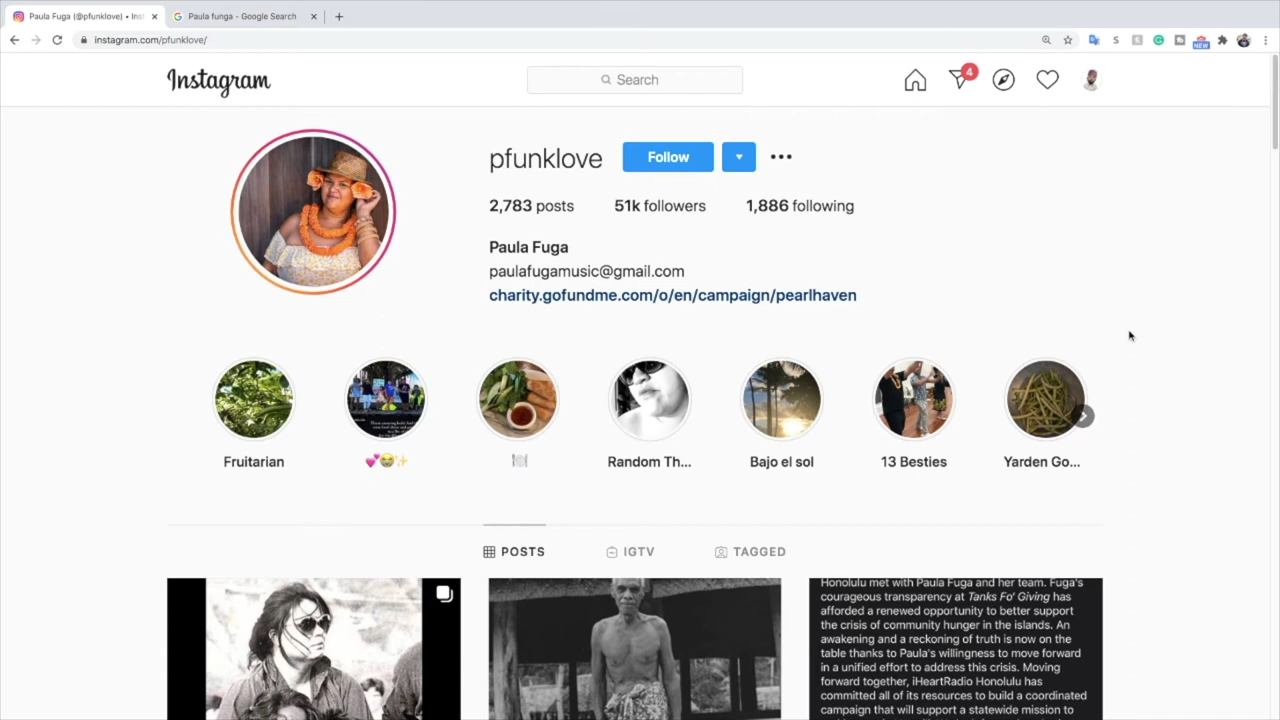 Paula Fuga (@pfunklove) • Inst
Paula funga - Google Search
instagram.com/pfunklove/
NEW
Instagram
Search
4
pfunklove
Follow
2,783 posts 51k followers 1,886 following
Paula Fuga
paulafugamusic@gmail.com
charity.gofundme.com/o/en/campaign/pearlhaven
Fruitarian
💕😭✨
🍽
Random Th...
Bajo el sol
13 Besties
Yarden Go...
POSTS
IGTV
TAGGED
Honolulu met with Paula Fuga and her team. Fuga's
courageous transparency at Tanks Fo' Giving has
afforded a renewed opportunity to better support
the crisis of community hunger in the islands. An
awakening and a reckoning of truth is now on the
table thanks to Paula's willingness to move forward
in a unified effort to address this crisis. Moving
forward together, iHeartRadio Honolulu has
committed all of its resources to build a coordinated
campaign that will support a statewide mission to